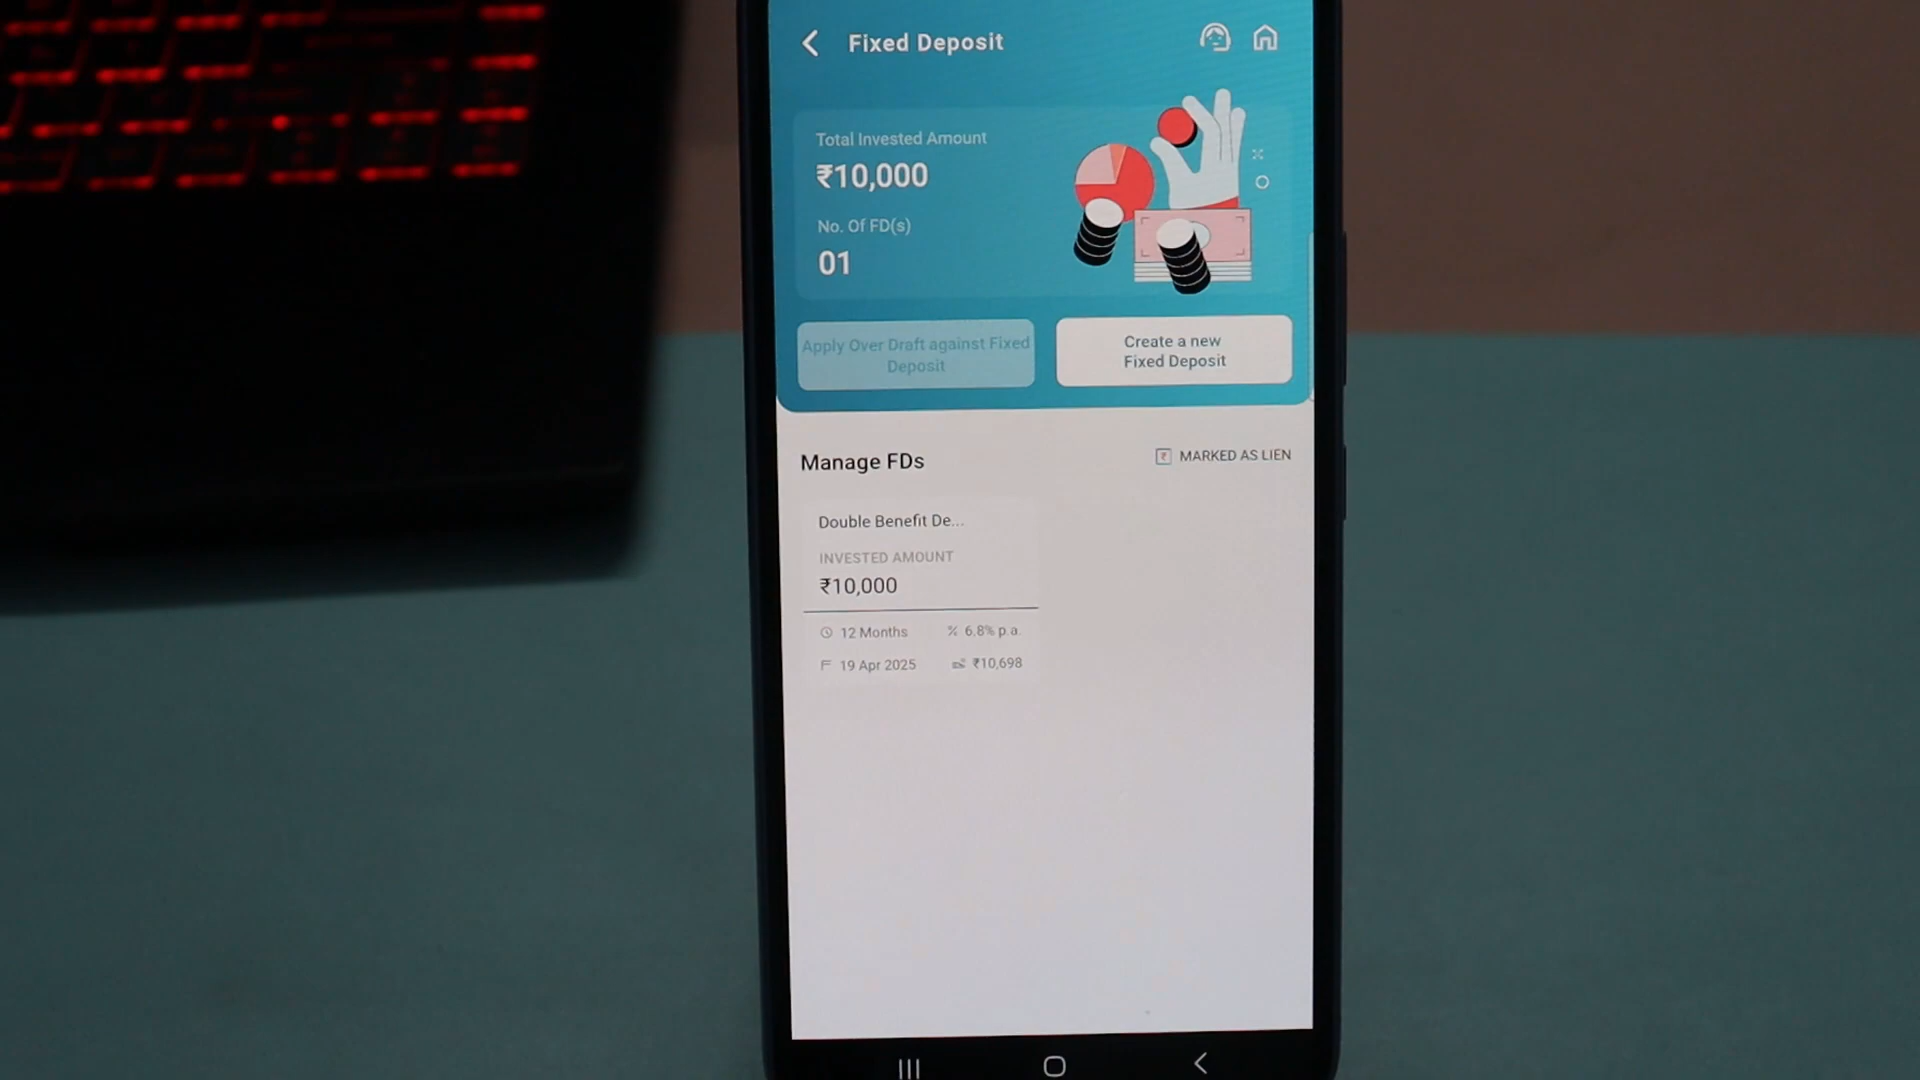 Fixed Deposit
Total Invested Amount
₹10,000
No. Of FD(s)
01
Apply Over Draft against Fixed
Deposit
Create a new
Fixed Deposit
Manage FDs
MARKED AS LIEN
Double Benefit De...
INVESTED AMOUNT
₹10,000
12 Months
% 6.8% p.a.
19 Apr 2025
₹10,698